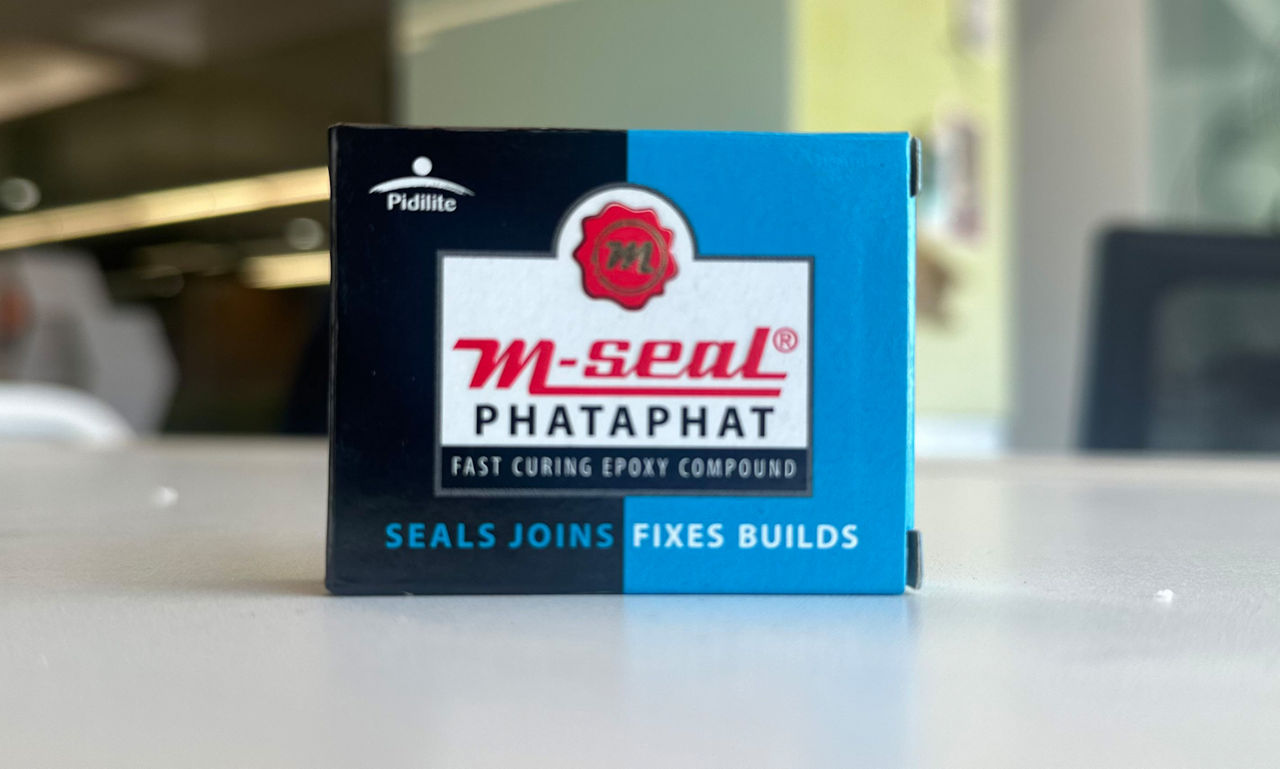 Pidilite
m
m-seal®
PHATAPHAT
FAST CURING EPOXY COMPOUND
SEALS JOINS FIXES BUILDS